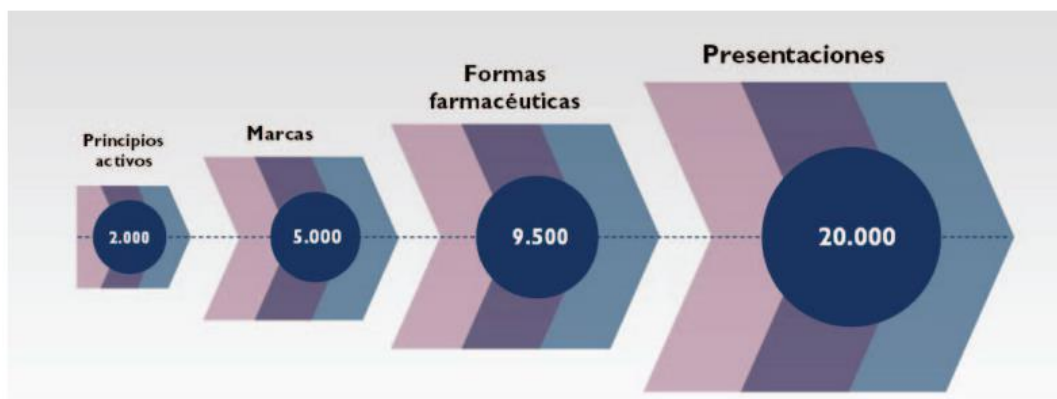 Principios
activos
2.000
Marcas
5.000
Formas
farmacéuticas
9.500
Presentaciones
20.000